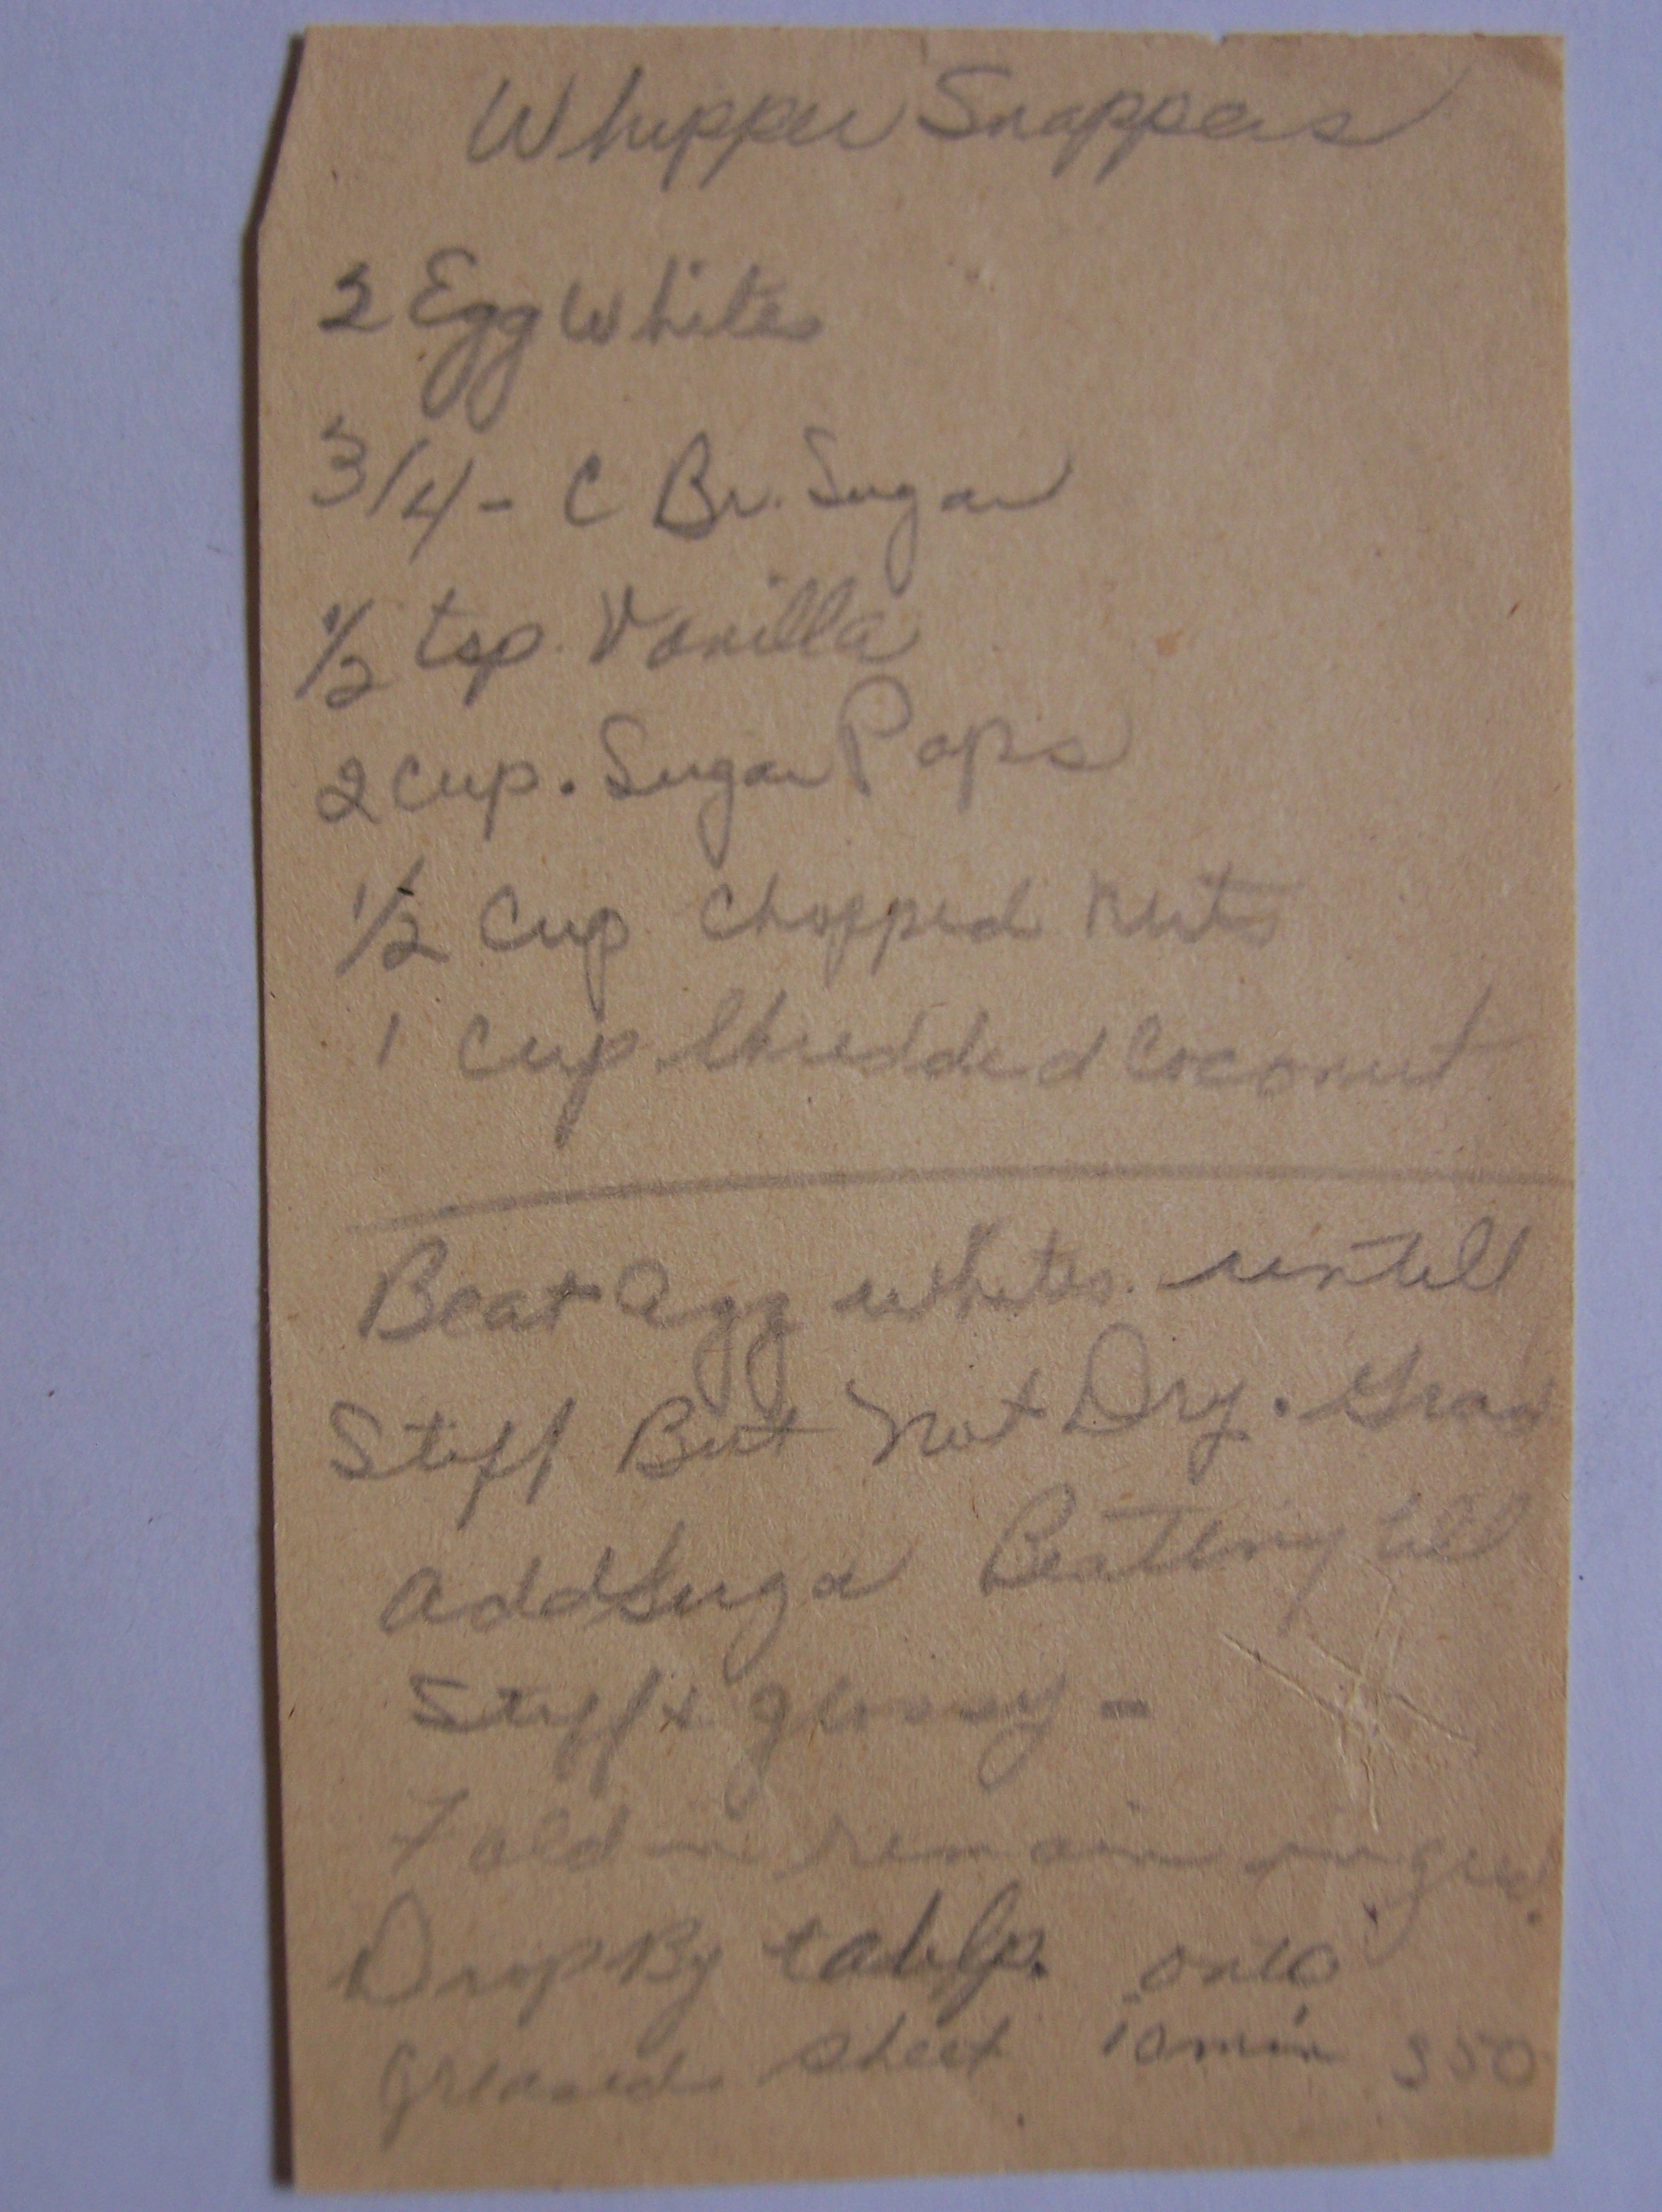 Whipper Snappers
2 Egg Whites
3/4 - C Br. Sugar
1/2 tsp. Vanilla
2 cup. Sugar Pops
1/2 Cup Chopped Nuts
1 Cup Shredded Coconut
Beat egg whites untill
Stiff But Not Dry. Grad
add Sugar Beating till
Stiff & glossy -
Fold in remain ingred.
Drop By tablsp. onto
greased sheet 10 min 350